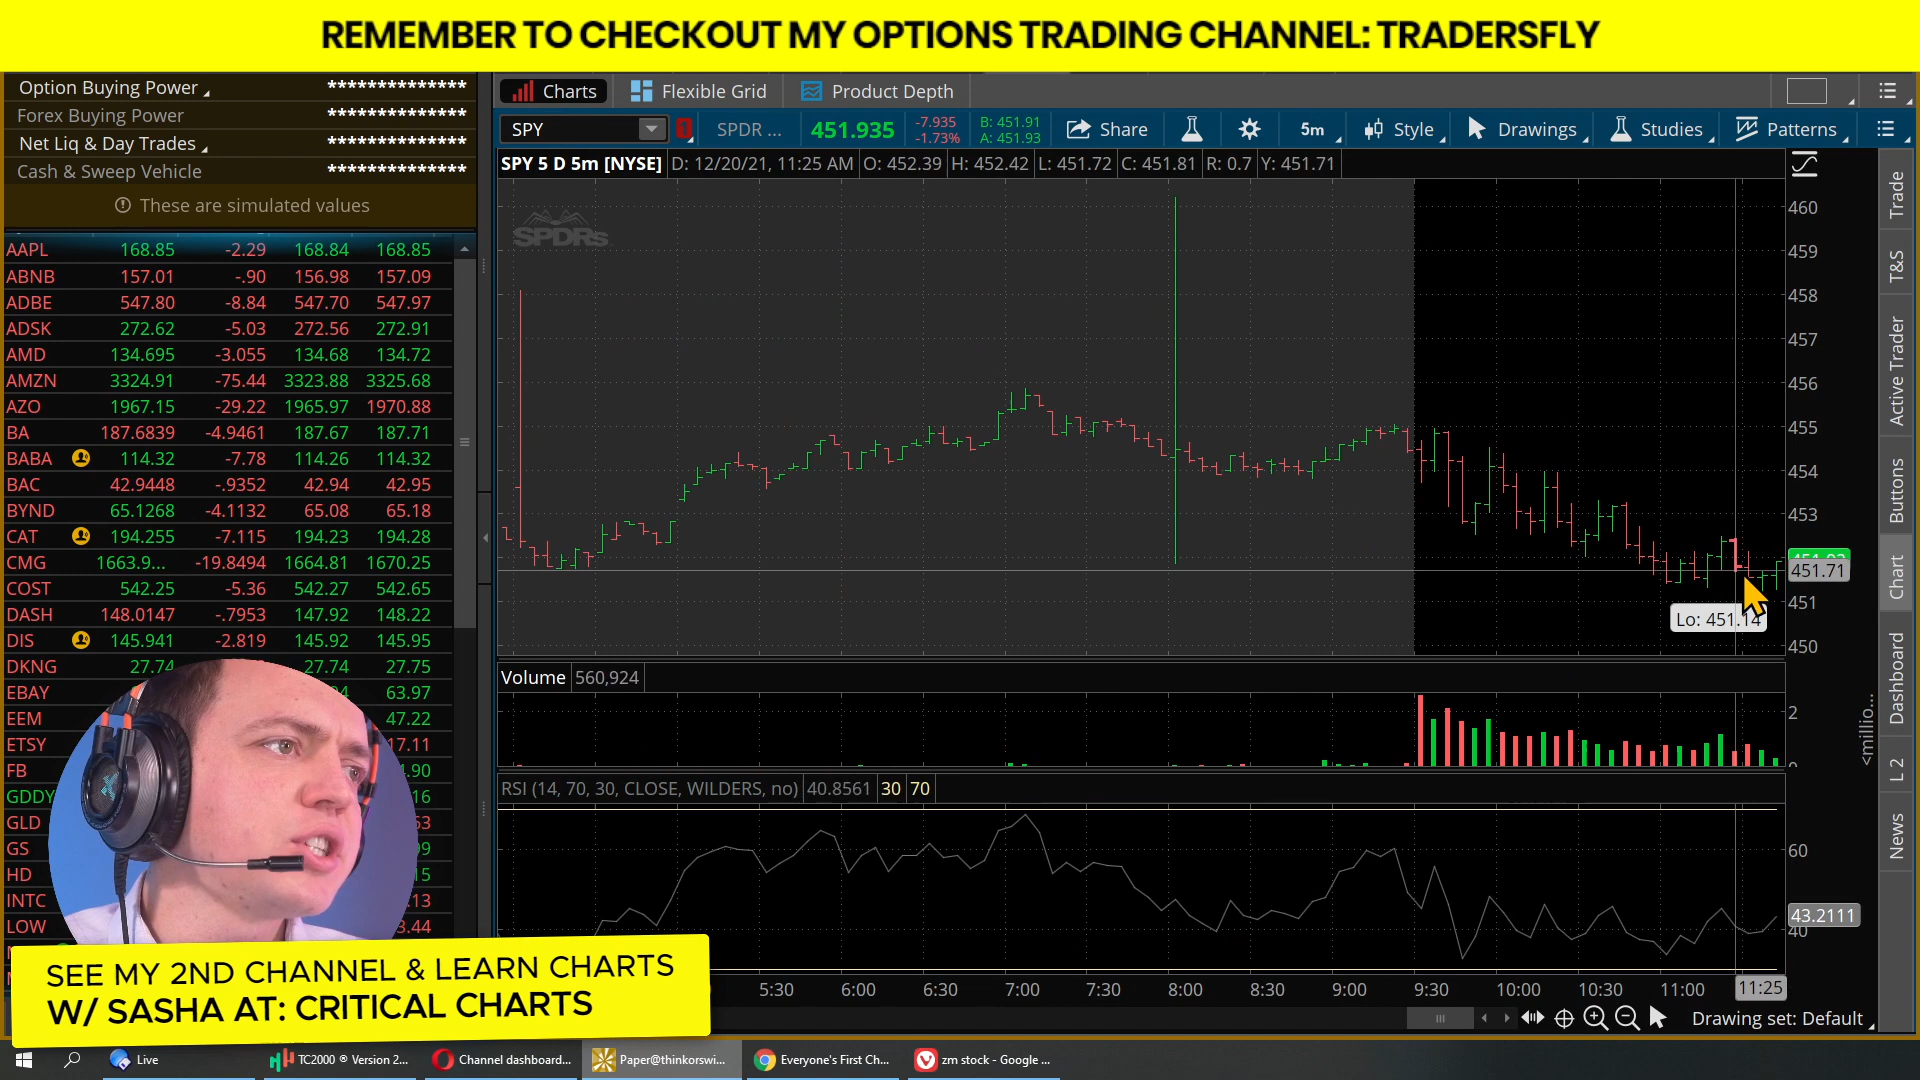 REMEMBER TO CHECKOUT MY OPTIONS TRADING CHANNEL: TRADERSFLY
Option Buying Power **************
Forex Buying Power **************
Net Liq & Day Trades **************
Cash & Sweep Vehicle **************
These are simulated values
AAPL 168.85 -2.29 168.84 168.85
ABNB 157.01 -.90 156.98 157.09
ADBE 547.80 -8.84 547.70 547.97
ADSK 272.62 -5.03 272.56 272.91
AMD 134.695 -3.055 134.68 134.72
AMZN 3324.91 -75.44 3323.88 3325.68
AZO 1967.15 -29.22 1965.97 1970.88
BA 187.6839 -4.9461 187.67 187.71
BABA 114.32 -7.78 114.26 114.32
BAC 42.9448 -.9352 42.94 42.95
BYND 65.1268 -4.1132 65.08 65.18
CAT 194.255 -7.115 194.23 194.28
CMG 1663.9... -19.8494 1664.81 1670.25
COST 542.25 -5.36 542.27 542.65
DASH 148.0147 -.7953 147.92 148.22
DIS 145.941 -2.819 145.92 145.95
DKNG 27.74 27.74 27.75
EBAY 63.97
EEM 47.22
ETSY
FB
GDDY
GLD
GS
HD
INTC
LOW
Charts Flexible Grid Product Depth
SPY SPDR ... 451.935 -7.935 -1.73% B: 451.91 A: 451.93 Share 5m Style Drawings Studies Patterns
SPY 5 D 5m [NYSE] D: 12/20/21, 11:25 AM O: 452.39 H: 452.42 L: 451.72 C: 451.81 R: 0.7 Y: 451.71
SPDRs
460
459
458
457
456
455
454
453
451.71
451
Lo: 451.14
450
Volume 560,924
2
<millio...
RSI (14, 70, 30, CLOSE, WILDERS, no) 40.8561 30 70
60
43.2111
40
5:30 6:00 6:30 7:00 7:30 8:00 8:30 9:00 9:30 10:00 10:30 11:00 11:25
Drawing set: Default
Trade
T&S
Active Trader
Buttons
Chart
Dashboard
L 2
News
SEE MY 2ND CHANNEL & LEARN CHARTS
W/ SASHA AT: CRITICAL CHARTS
Live TC2000 ® Version 2... Channel dashboard... Paper@thinkorswi... Everyone's First Ch... zm stock - Google ...